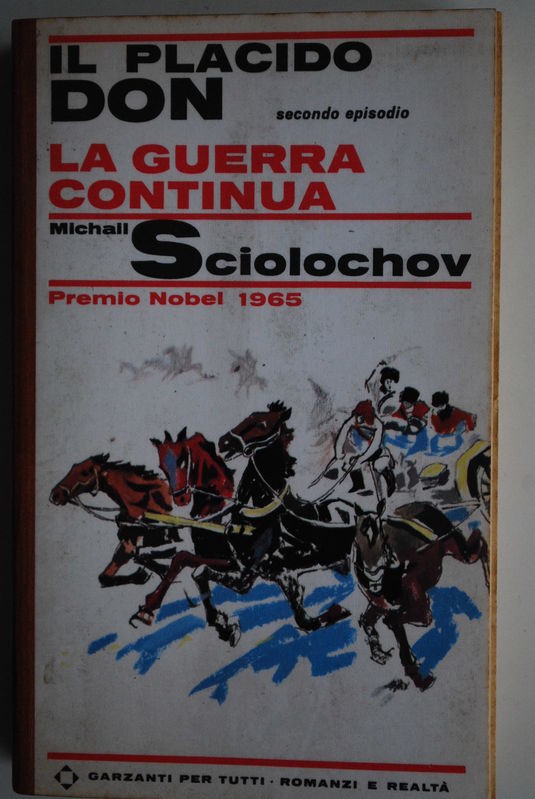 IL PLACIDO
DON
secondo episodio
LA GUERRA
CONTINUA
Michail
Sciolochov
Premio Nobel 1965
GARZANTI PER TUTTI · ROMANZI E REALTÀ